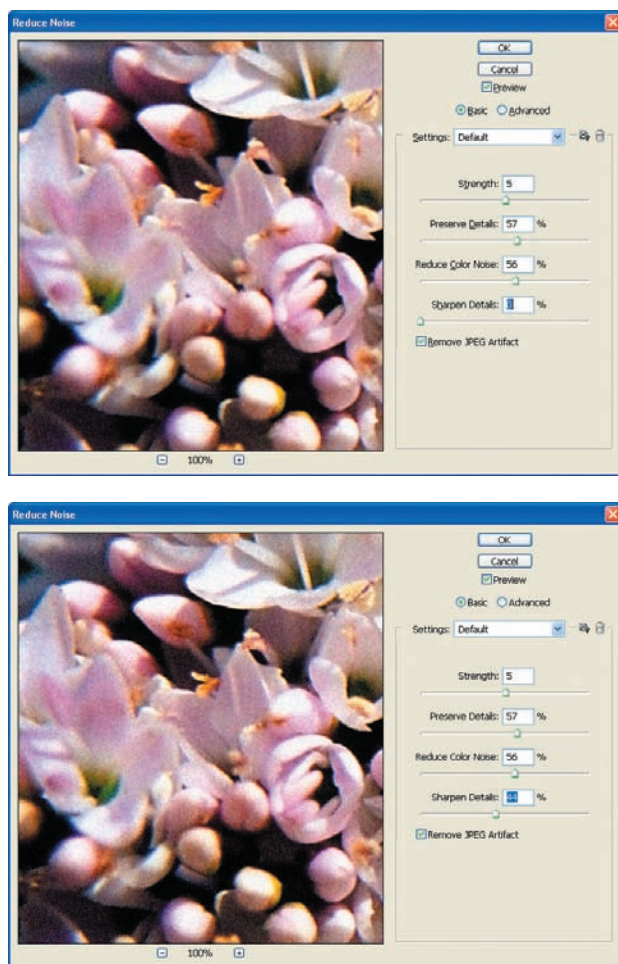 Reduce Noise
OK
Cancel
Preview
Basic Advanced
Settings: Default
Strength: 5
Preserve Details: 57 %
Reduce Color Noise: 56 %
Sharpen Details: 0 %
Remove JPEG Artifact
100%
Reduce Noise
OK
Cancel
Preview
Basic Advanced
Settings: Default
Strength: 5
Preserve Details: 57 %
Reduce Color Noise: 56 %
Sharpen Details: 44 %
Remove JPEG Artifact
100%